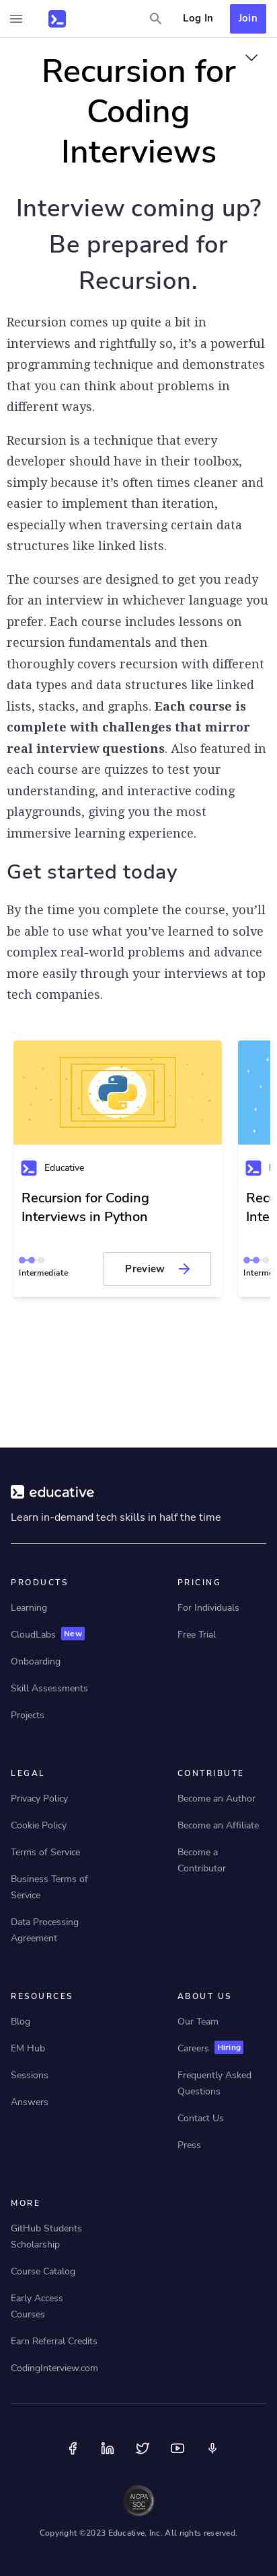 Log In
Join
Recursion for
Coding
Interviews
Interview coming up?
Be prepared for
Recursion.
Recursion comes up quite a bit in
interviews and rightfully so, it's a powerful
programming technique and demonstrates
that you can think about problems in
different ways.
Recursion is a technique that every
developer should have in their toolbox,
simply because it's often times cleaner and
easier to implement than iteration,
especially when traversing certain data
structures like linked lists.
The courses are designed to get you ready
for an interview in whichever language you
prefer. Each course includes lessons on
recursion fundamentals and then
thoroughly covers recursion with different
data types and data structures like linked
lists, stacks, and graphs. Each course is
complete with challenges that mirror
real interview questions. Also featured in
each course are quizzes to test your
understanding, and interactive coding
playgrounds, giving you the most
immersive learning experience.
Get started today
By the time you complete the course, you'll
be able to use what you've learned to solve
complex real-world problems and advance
more easily through your interviews at top
tech companies.
Educative
Recursion for Coding
Interviews in Python
Intermediate
Preview
Recu
Inte
Interme
educative
Learn in-demand tech skills in half the time
PRODUCTS
Learning
CloudLabs New
Onboarding
Skill Assessments
Projects
PRICING
For Individuals
Free Trial
LEGAL
Privacy Policy
Cookie Policy
Terms of Service
Business Terms of
Service
Data Processing
Agreement
CONTRIBUTE
Become an Author
Become an Affiliate
Become a
Contributor
RESOURCES
Blog
EM Hub
Sessions
Answers
ABOUT US
Our Team
Careers Hiring
Frequently Asked
Questions
Contact Us
Press
MORE
GitHub Students
Scholarship
Course Catalog
Early Access
Courses
Earn Referral Credits
CodingInterview.com
AICPA
SOC
Copyright ©2023 Educative, Inc. All rights reserved.